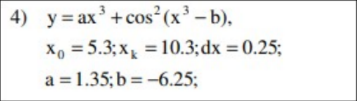 4) y = ax³ + cos²(x³ – b),
x₀ = 5.3; xₖ = 10.3; dx = 0.25;
a = 1.35; b = –6.25;